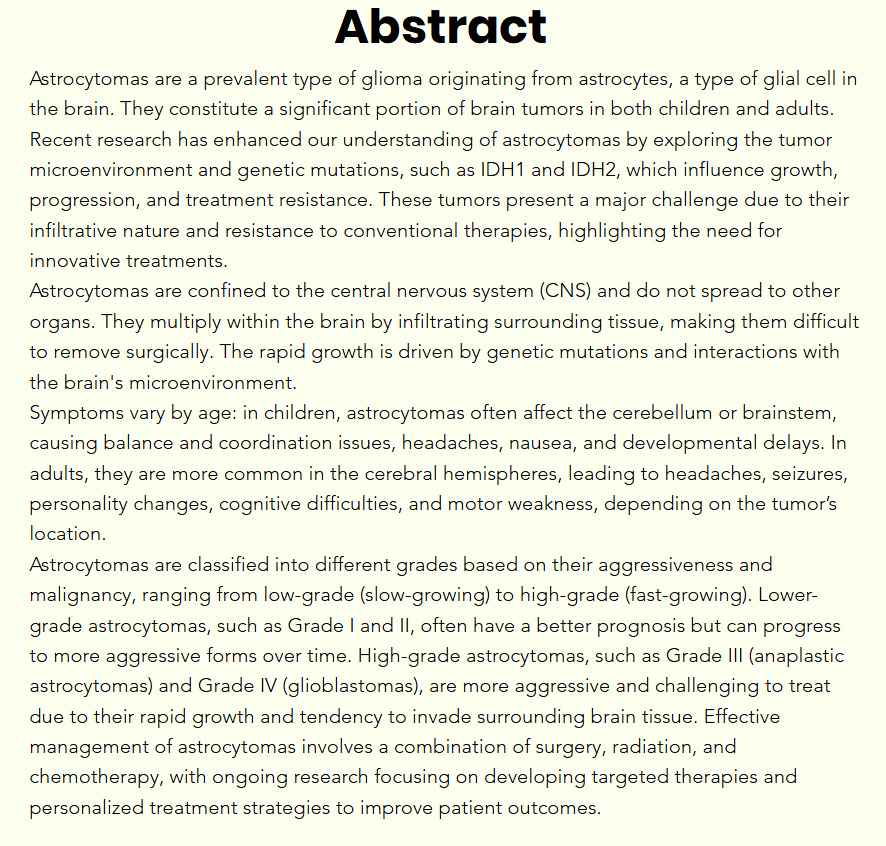 Abstract
Astrocytomas are a prevalent type of glioma originating from astrocytes, a type of glial cell in
the brain. They constitute a significant portion of brain tumors in both children and adults.
Recent research has enhanced our understanding of astrocytomas by exploring the tumor
microenvironment and genetic mutations, such as IDH1 and IDH2, which influence growth,
progression, and treatment resistance. These tumors present a major challenge due to their
infiltrative nature and resistance to conventional therapies, highlighting the need for
innovative treatments.
Astrocytomas are confined to the central nervous system (CNS) and do not spread to other
organs. They multiply within the brain by infiltrating surrounding tissue, making them difficult
to remove surgically. The rapid growth is driven by genetic mutations and interactions with
the brain's microenvironment.
Symptoms vary by age: in children, astrocytomas often affect the cerebellum or brainstem,
causing balance and coordination issues, headaches, nausea, and developmental delays. In
adults, they are more common in the cerebral hemispheres, leading to headaches, seizures,
personality changes, cognitive difficulties, and motor weakness, depending on the tumor’s
location.
Astrocytomas are classified into different grades based on their aggressiveness and
malignancy, ranging from low-grade (slow-growing) to high-grade (fast-growing). Lower-
grade astrocytomas, such as Grade I and II, often have a better prognosis but can progress
to more aggressive forms over time. High-grade astrocytomas, such as Grade III (anaplastic
astrocytomas) and Grade IV (glioblastomas), are more aggressive and challenging to treat
due to their rapid growth and tendency to invade surrounding brain tissue. Effective
management of astrocytomas involves a combination of surgery, radiation, and
chemotherapy, with ongoing research focusing on developing targeted therapies and
personalized treatment strategies to improve patient outcomes.